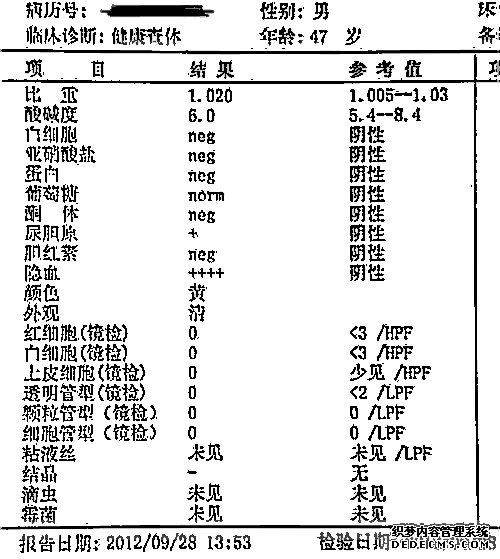 病历号: 性别: 男
临床诊断: 健康查体 年龄: 47 岁
项 目 结 果 参 考 值 项
比 重 1.020 1.005--1.03
酸碱度 6.0 5.4--8.4
白细胞 neg 阴性
亚硝酸盐 neg 阴性
蛋白 neg 阴性
葡萄糖 norm 阴性
酮 体 neg 阴性
尿胆原 + 阴性
胆红素 neg 阴性
隐血 ++++ 阴性
颜色 黄
外观 清
红细胞(镜检) 0 <3 /HPF
白细胞(镜检) 0 <3 /HPF
上皮细胞(镜检) 0 少见 /HPF
透明管型(镜检) 0 <2 /LPF
颗粒管型 (镜检) 0 0 /LPF
细胞管型 (镜检) 0 0 /LPF
粘液丝 未见 未见 /LPF
结晶 - 无
滴虫 未见 未见
霉菌 未见 未见
报告日期: 2012/09/28 13:53 检验日期
织梦内容管理系统
DEDECMS.COM